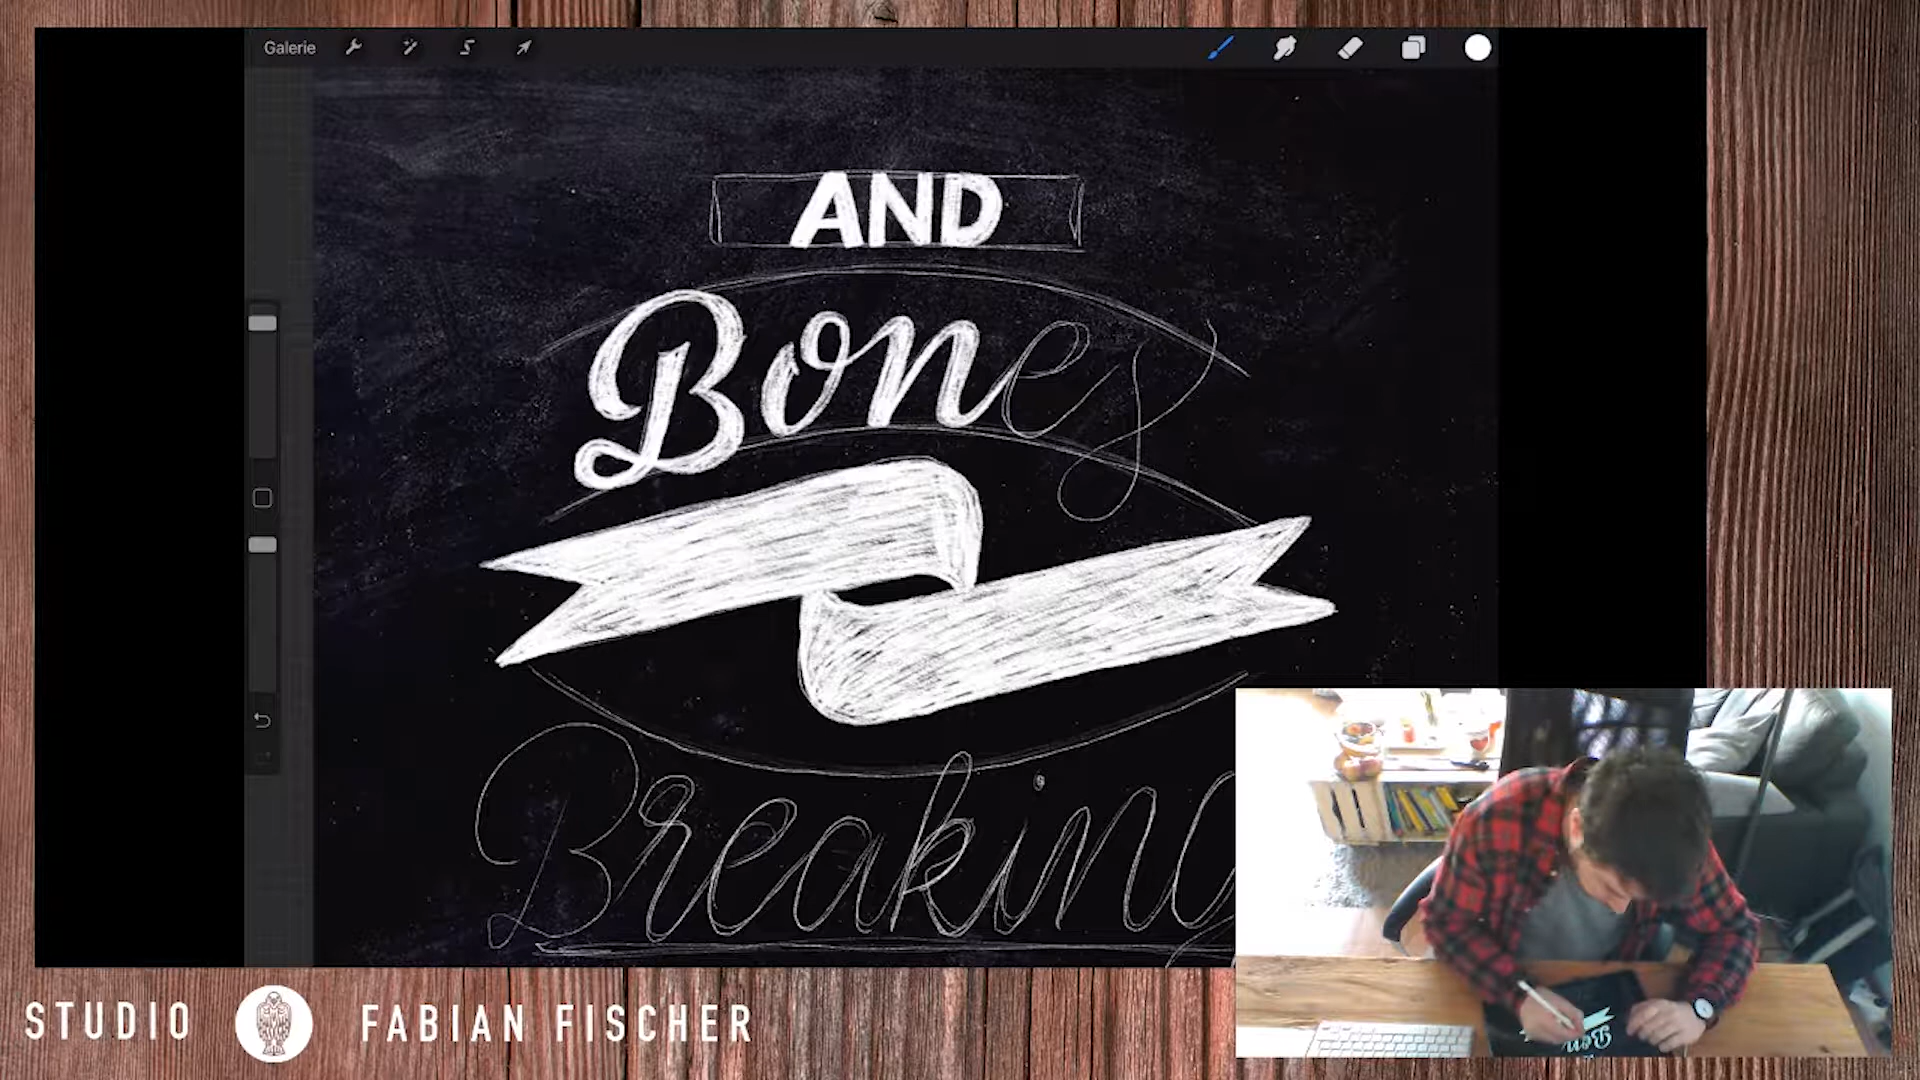 Galerie
AND
Bones
Breaking
STUDIO FABIAN FISCHER